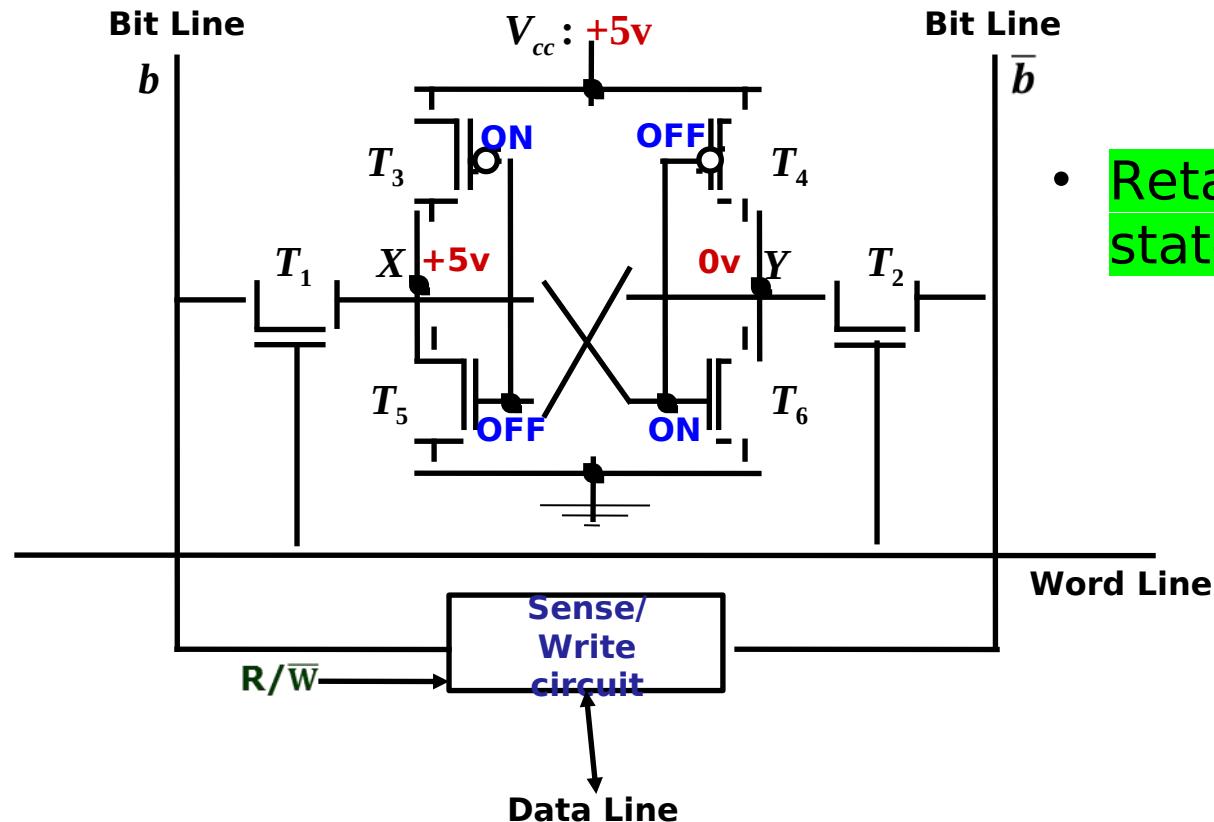 Bit Line
V_cc : +5v
Bit Line
b
b̅
ON
OFF
T₃
T₄
T₁
X
+5v
0v
Y
T₂
T₅
OFF
ON
T₆
Word Line
Sense/
Write
circuit
R/W̅
Data Line
•